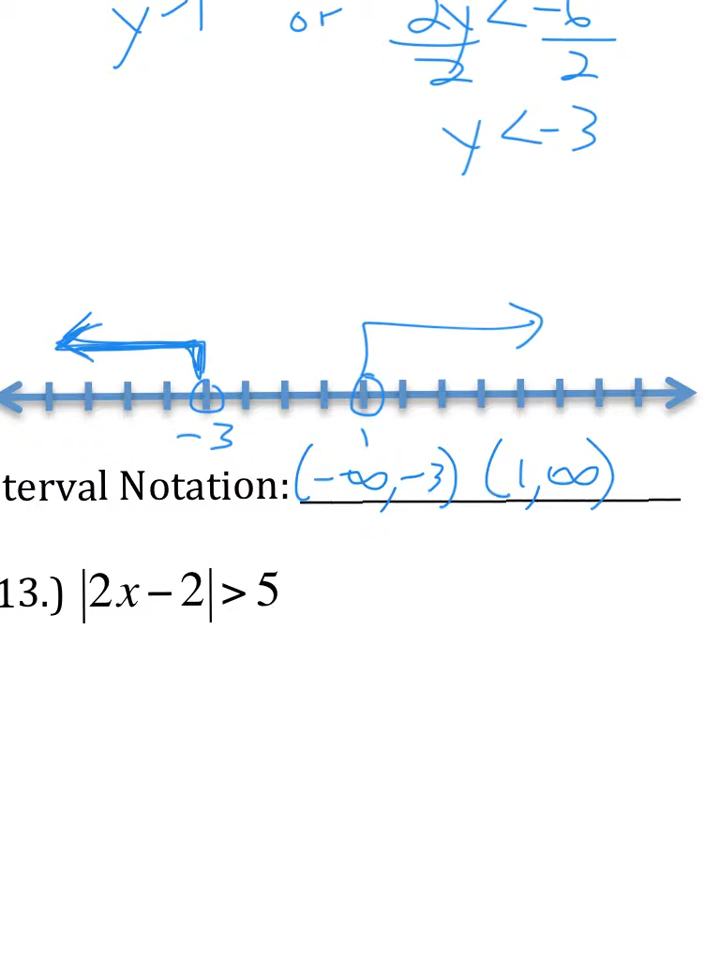 y > 1 or 2y < -6
2 2
y < -3
-3 1
terval Notation: (-∞, -3) (1, ∞)
13.) |2x − 2| > 5